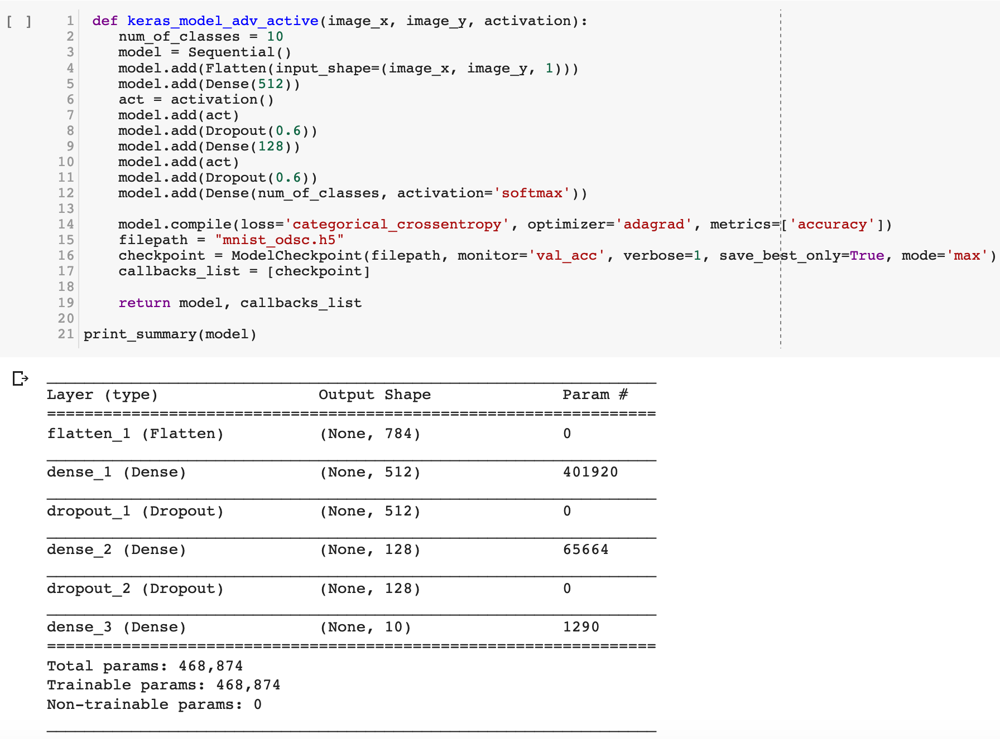 [ ] 1 def keras_model_adv_active(image_x, image_y, activation):
2 num_of_classes = 10
3 model = Sequential()
4 model.add(Flatten(input_shape=(image_x, image_y, 1)))
5 model.add(Dense(512))
6 act = activation()
7 model.add(act)
8 model.add(Dropout(0.6))
9 model.add(Dense(128))
10 model.add(act)
11 model.add(Dropout(0.6))
12 model.add(Dense(num_of_classes, activation='softmax'))
13
14 model.compile(loss='categorical_crossentropy', optimizer='adagrad', metrics=['accuracy'])
15 filepath = "mnist_odsc.h5"
16 checkpoint = ModelCheckpoint(filepath, monitor='val_acc', verbose=1, save_best_only=True, mode='max')
17 callbacks_list = [checkpoint]
18
19 return model, callbacks_list
20
21 print_summary(model)
Layer (type) Output Shape Param #
=================================================================
flatten_1 (Flatten) (None, 784) 0
dense_1 (Dense) (None, 512) 401920
dropout_1 (Dropout) (None, 512) 0
dense_2 (Dense) (None, 128) 65664
dropout_2 (Dropout) (None, 128) 0
dense_3 (Dense) (None, 10) 1290
=================================================================
Total params: 468,874
Trainable params: 468,874
Non-trainable params: 0